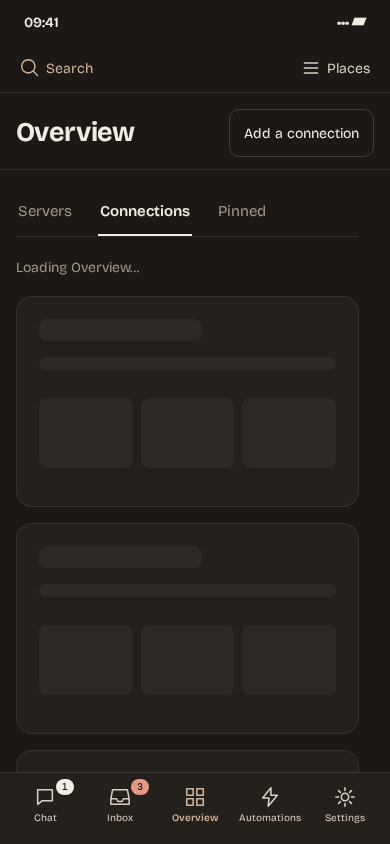 09:41
Search
Places
Overview
Add a connection
Servers
Connections
Pinned
Loading Overview...
1
3
Chat
Inbox
Overview
Automations
Settings